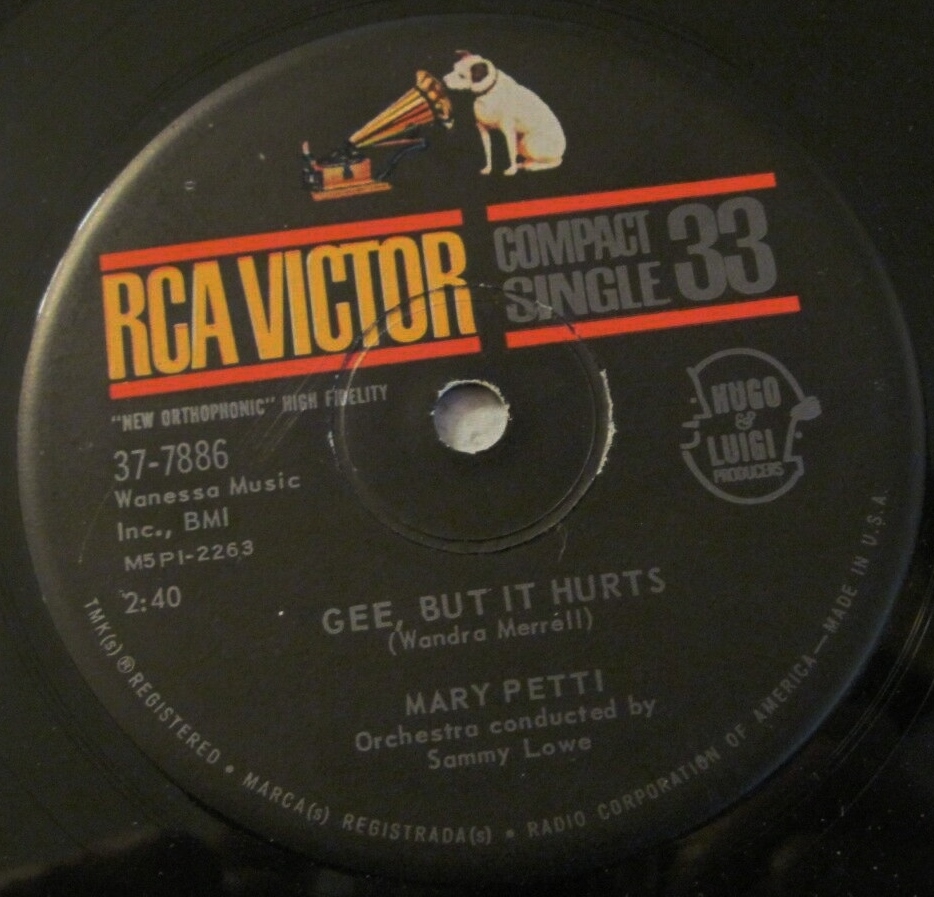 RCA VICTOR
COMPACT
SINGLE 33
"NEW ORTHOPHONIC" HIGH FIDELITY
37-7886
Wanessa Music
Inc., BMI
M5PI-2263
2:40
HUGO
&
LUIGI
PRODUCERS
GEE, BUT IT HURTS
(Wandra Merrell)
MARY PETTI
Orchestra conducted by
Sammy Lowe
TMK(s) ® REGISTERED • MARCA(s) REGISTRADA(s) • RADIO CORPORATION OF AMERICA—MADE IN U.S.A.